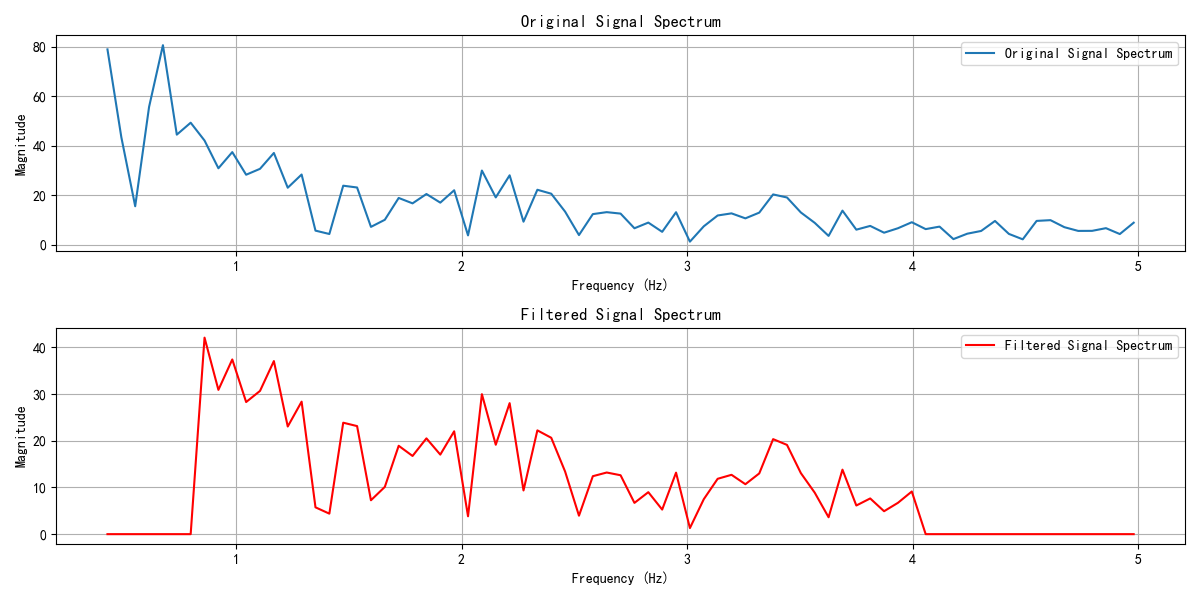 Original Signal Spectrum
Original Signal Spectrum
Magnitude
80
60
40
20
0
1 2 3 4 5
Frequency (Hz)
Filtered Signal Spectrum
Filtered Signal Spectrum
Magnitude
40
30
20
10
0
1 2 3 4 5
Frequency (Hz)